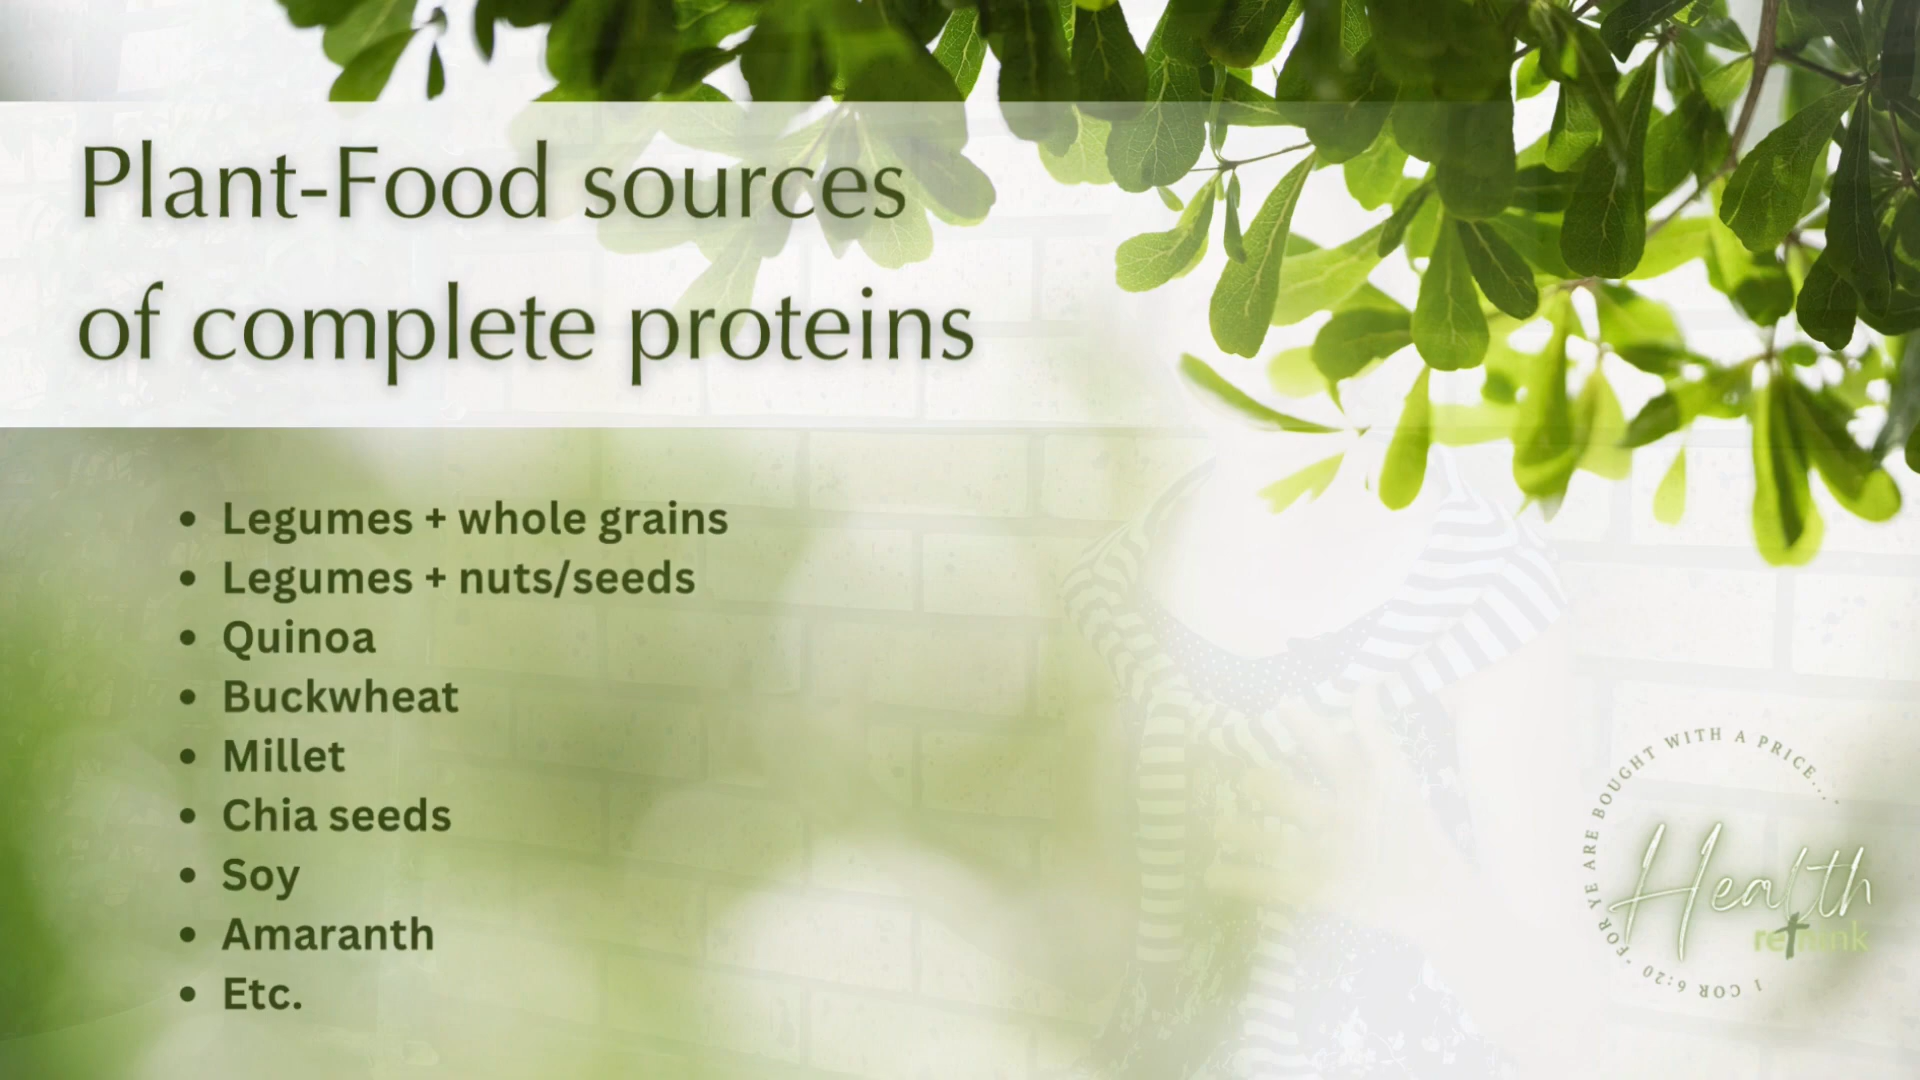 Plant-Food sources
of complete proteins
• Legumes + whole grains
• Legumes + nuts/seeds
• Quinoa
• Buckwheat
• Millet
• Chia seeds
• Soy
• Amaranth
• Etc.
"FOR YE ARE BOUGHT WITH A PRICE....
Health
rethink
1 COR 6:20